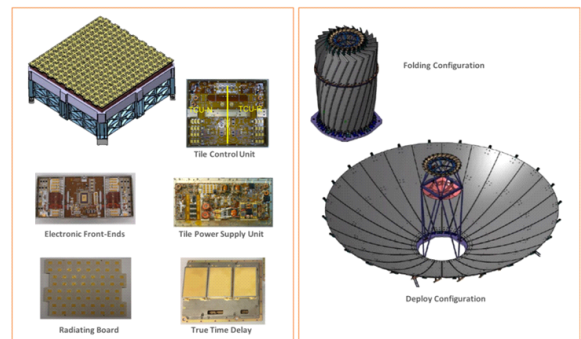 Folding Configuration
TCU-N TCU-R
Tile Control Unit
Electronic Front-Ends
Tile Power Supply Unit
Radiating Board
True Time Delay
Deploy Configuration